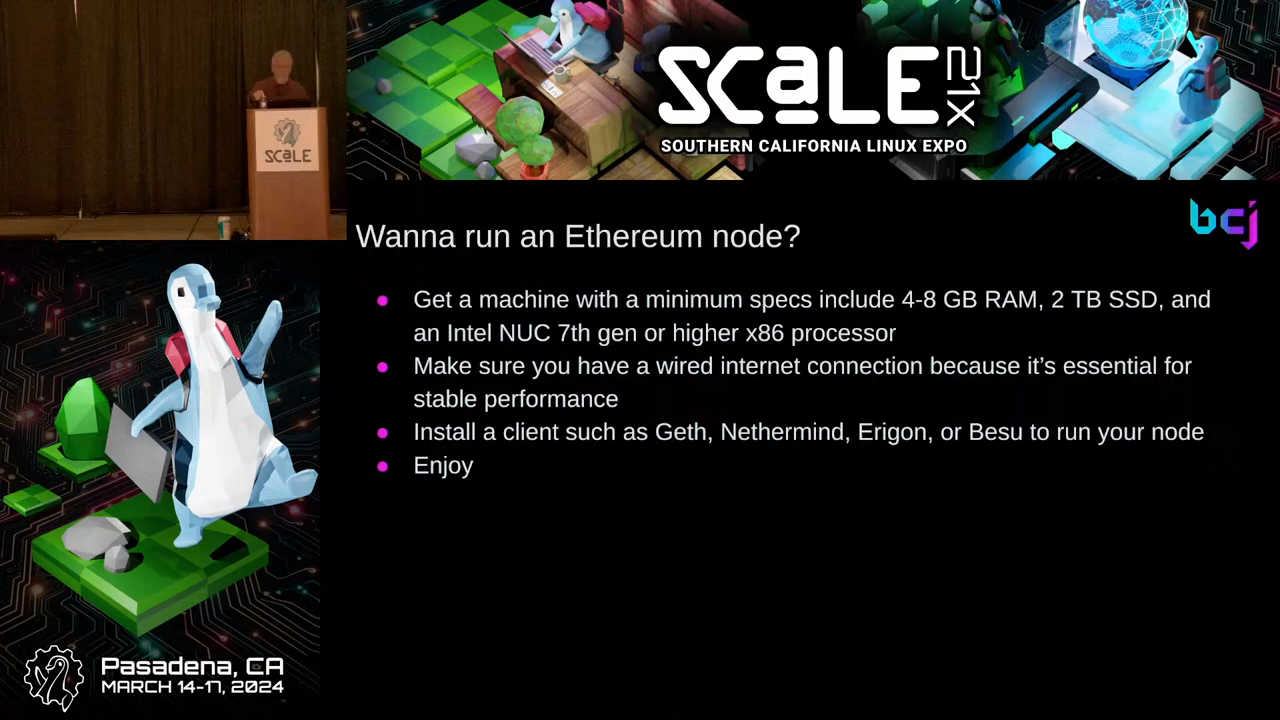 SCaLE 21x
SOUTHERN CALIFORNIA LINUX EXPO
SCaLE
bcj
Wanna run an Ethereum node?
Get a machine with a minimum specs include 4-8 GB RAM, 2 TB SSD, and
an Intel NUC 7th gen or higher x86 processor
Make sure you have a wired internet connection because it’s essential for
stable performance
Install a client such as Geth, Nethermind, Erigon, or Besu to run your node
Enjoy
Pasadena, CA
MARCH 14-17, 2024